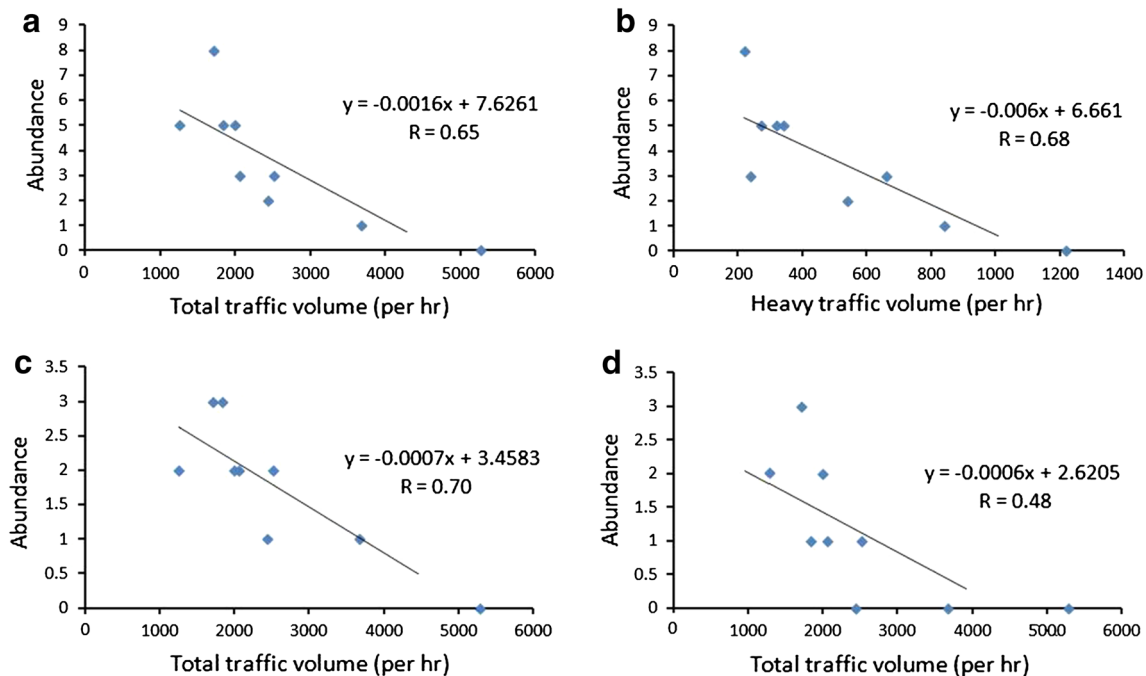 a
9
8
7
6
5
4
3
2
1
0
Abundance
y = -0.0016x + 7.6261
R = 0.65
0 1000 2000 3000 4000 5000 6000
Total traffic volume (per hr)
b
9
8
7
6
5
4
3
2
1
0
Abundance
y = -0.006x + 6.661
R = 0.68
0 200 400 600 800 1000 1200 1400
Heavy traffic volume (per hr)
c
3.5
3
2.5
2
1.5
1
0.5
0
Abundance
y = -0.0007x + 3.4583
R = 0.70
0 1000 2000 3000 4000 5000 6000
Total traffic volume (per hr)
d
3.5
3
2.5
2
1.5
1
0.5
0
Abundance
y = -0.0006x + 2.6205
R = 0.48
0 1000 2000 3000 4000 5000 6000
Total traffic volume (per hr)